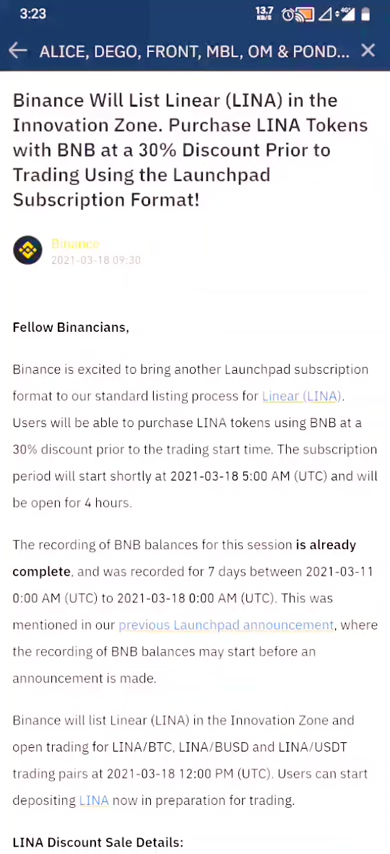 3:23
13.7
KB/S
4G
ALICE, DEGO, FRONT, MBL, OM & POND...
Binance Will List Linear (LINA) in the
Innovation Zone. Purchase LINA Tokens
with BNB at a 30% Discount Prior to
Trading Using the Launchpad
Subscription Format!
Binance
2021-03-18 09:30
Fellow Binancians,
Binance is excited to bring another Launchpad subscription
format to our standard listing process for Linear (LINA).
Users will be able to purchase LINA tokens using BNB at a
30% discount prior to the trading start time. The subscription
period will start shortly at 2021-03-18 5:00 AM (UTC) and will
be open for 4 hours.
The recording of BNB balances for this session is already
complete, and was recorded for 7 days between 2021-03-11
0:00 AM (UTC) to 2021-03-18 0:00 AM (UTC). This was
mentioned in our previous Launchpad announcement, where
the recording of BNB balances may start before an
announcement is made.
Binance will list Linear (LINA) in the Innovation Zone and
open trading for LINA/BTC, LINA/BUSD and LINA/USDT
trading pairs at 2021-03-18 12:00 PM (UTC). Users can start
depositing LINA now in preparation for trading.
LINA Discount Sale Details: